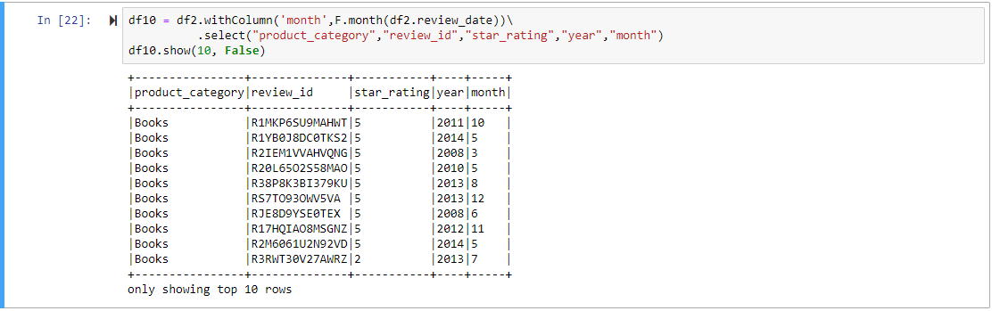 In [22]:
df10 = df2.withColumn('month',F.month(df2.review_date))\
.select("product_category","review_id","star_rating","year","month")
df10.show(10, False)
+----------------+--------------+-----------+----+-----+
|product_category|review_id     |star_rating|year|month|
+----------------+--------------+-----------+----+-----+
|Books           |R1MKP6SU9MAHWT|5          |2011|10   |
|Books           |R1YB0J8DC0TKS2|5          |2014|5    |
|Books           |R2IEM1VVAHVQNG|5          |2008|3    |
|Books           |R20L65O2S58MAO|5          |2010|5    |
|Books           |R38P8K3BI379KU|5          |2013|8    |
|Books           |RS7TO93OWV5VA |5          |2013|12   |
|Books           |RJE8D9YSE0TEX |5          |2008|6    |
|Books           |R17HQIAO8MSGNZ|5          |2012|11   |
|Books           |R2M6061U2N92VD|5          |2014|5    |
|Books           |R3RWT30V27AWRZ|2          |2013|7    |
+----------------+--------------+-----------+----+-----+
only showing top 10 rows